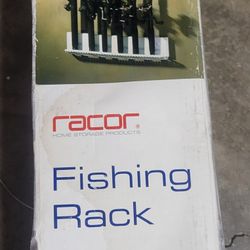 racor®
HOME STORAGE PRODUCTS
Fishing
Rack